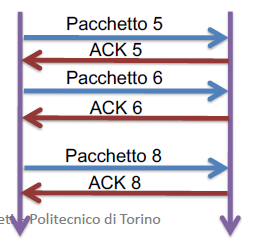 Pacchetto 5
ACK 5
Pacchetto 6
ACK 6
Pacchetto 8
ACK 8
Politecnico di Torino